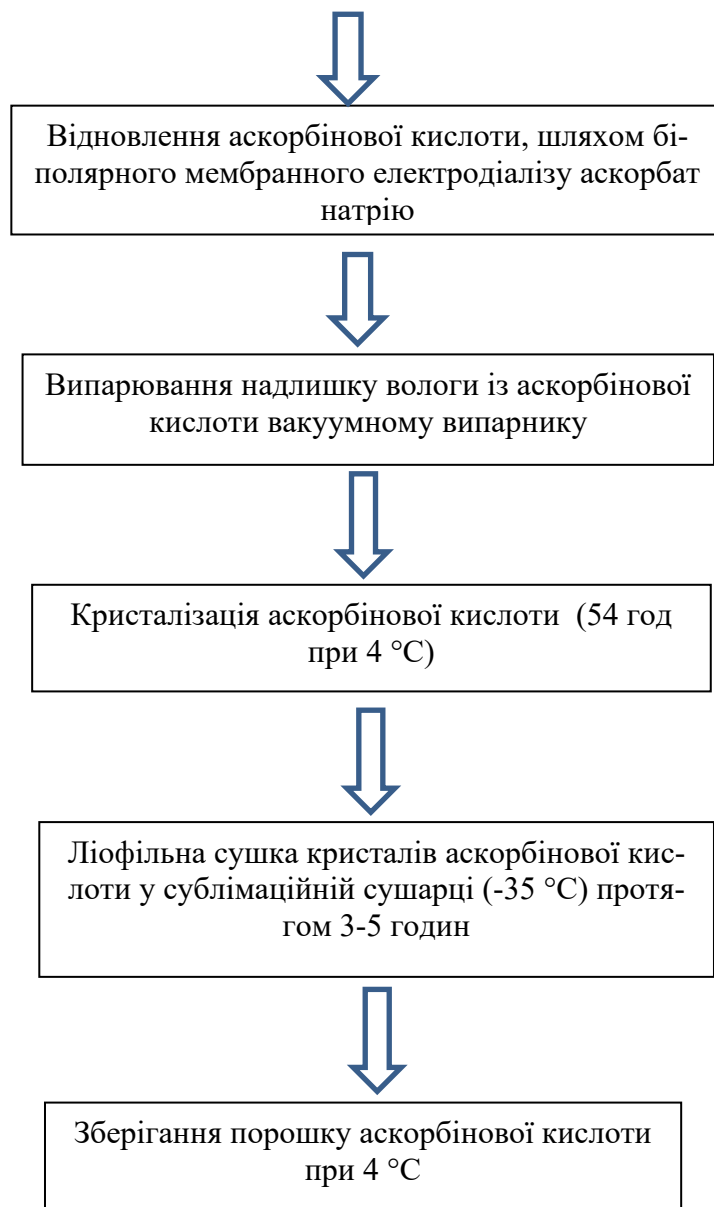 Відновлення аскорбінової кислоти, шляхом бі-
полярного мембранного електродіалізу аскорбат
натрію
Випарювання надлишку вологи із аскорбінової
кислоти вакуумному випарнику
Кристалізація аскорбінової кислоти (54 год
при 4 °С)
Ліофільна сушка кристалів аскорбінової кис-
лоти у сублімаційній сушарці (-35 °С) протя-
гом 3-5 годин
Зберігання порошку аскорбінової кислоти
при 4 °С